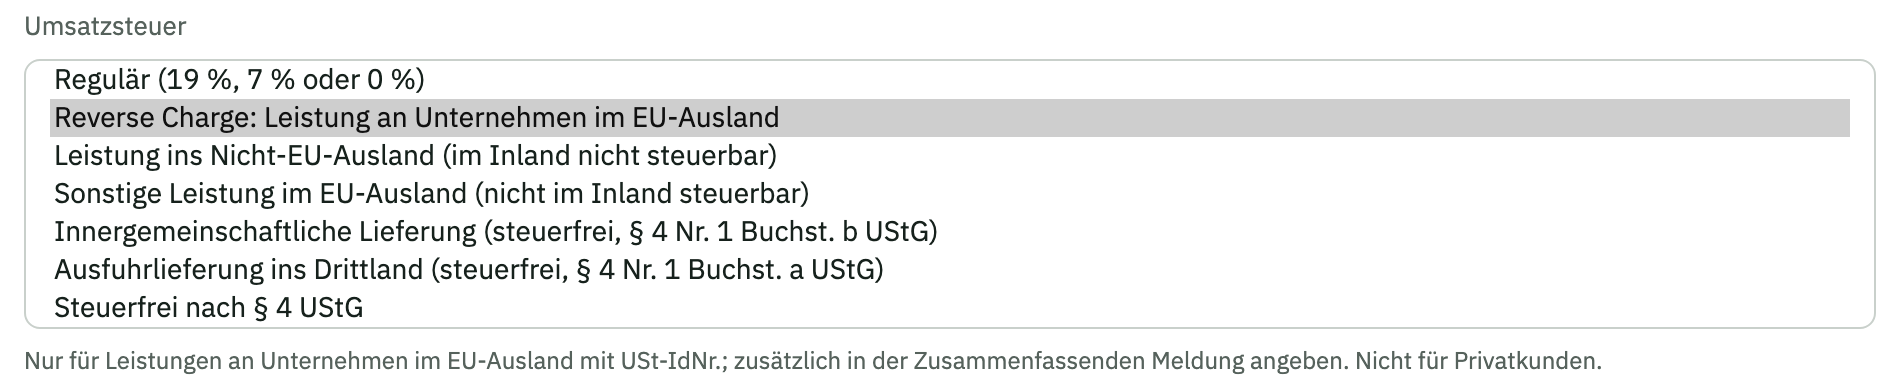 Umsatzsteuer
Regulär (19 %, 7 % oder 0 %)
Reverse Charge: Leistung an Unternehmen im EU-Ausland
Leistung ins Nicht-EU-Ausland (im Inland nicht steuerbar)
Sonstige Leistung im EU-Ausland (nicht im Inland steuerbar)
Innergemeinschaftliche Lieferung (steuerfrei, § 4 Nr. 1 Buchst. b UStG)
Ausfuhrlieferung ins Drittland (steuerfrei, § 4 Nr. 1 Buchst. a UStG)
Steuerfrei nach § 4 UStG
Nur für Leistungen an Unternehmen im EU-Ausland mit USt-IdNr.; zusätzlich in der Zusammenfassenden Meldung angeben. Nicht für Privatkunden.